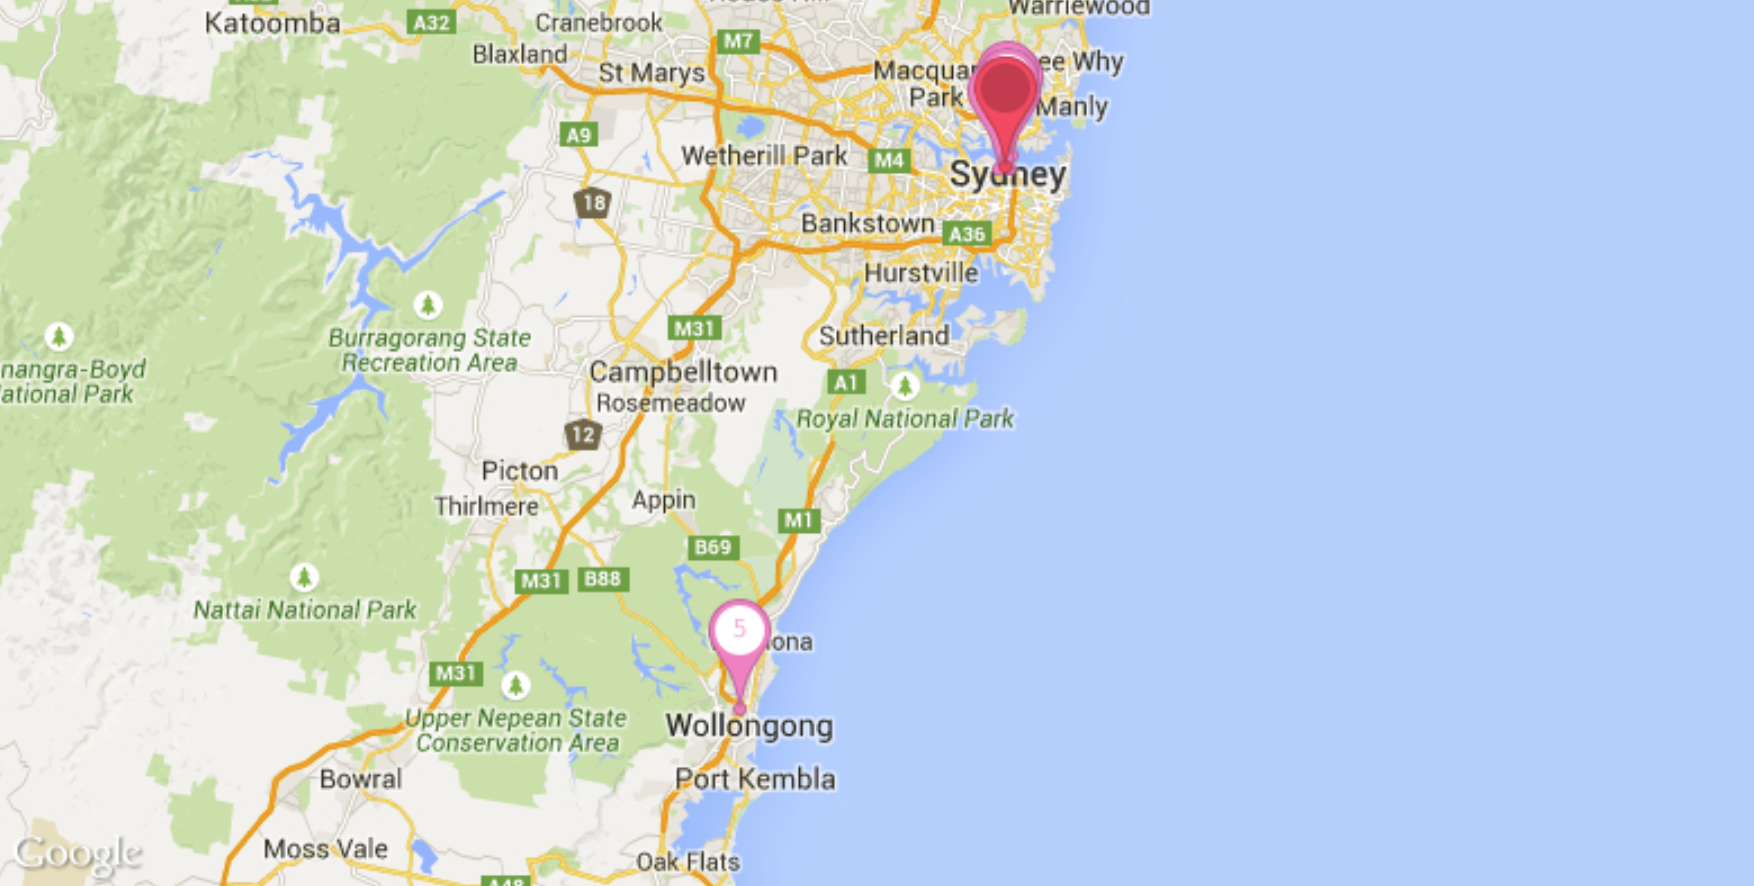 Warriewood
Katoomba
A32
Cranebrook
Blaxland
M7
St Marys
ee Why
Macquar
Park
Manly
A9
Wetherill Park
M4
Sydney
18
Bankstown
A36
Hurstville
Burragorang State
Recreation Area
M31
Sutherland
nangra-Boyd
ational Park
Campbelltown
A1
Rosemeadow
Royal National Park
12
Picton
Thirlmere
Appin
M1
B69
M31
B88
Nattai National Park
5
ona
M31
Upper Nepean State
Conservation Area
Wollongong
Bowral
Port Kembla
Moss Vale
Google
Oak Flats
A48